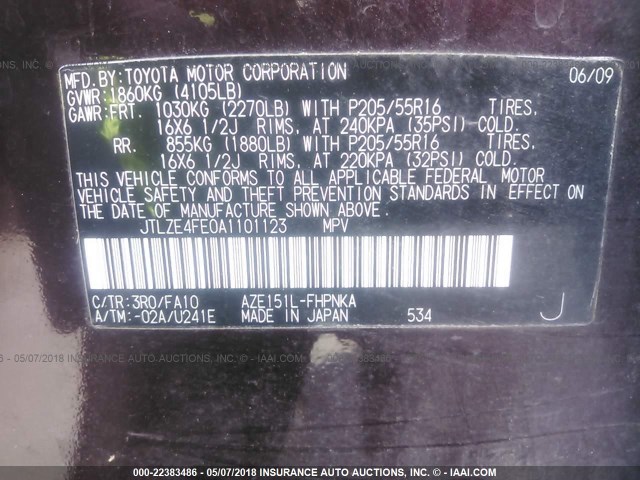 MFD.BY:TOYOTA MOTOR CORPORATION 06/09
GVWR:1860KG (4105LB)
GAWR:FRT. 1030KG (2270LB) WITH P205/55R16 TIRES,
16X6 1/2J RIMS, AT 240KPA (35PSI) COLD.
RR. 855KG (1880LB) WITH P205/55R16 TIRES,
16X6 1/2J RIMS, AT 220KPA (32PSI) COLD.
THIS VEHICLE CONFORMS TO ALL APPLICABLE FEDERAL MOTOR
VEHICLE SAFETY AND THEFT PREVENTION STANDARDS IN EFFECT ON
THE DATE OF MANUFACTURE SHOWN ABOVE.
JTLZE4FE0A1101123 MPV
C/TR:3R0/FA10 AZE151L-FHPNKA
A/TM:-02A/U241E MADE IN JAPAN 534 J
000-22383486 - 05/07/2018 INSURANCE AUTO AUCTIONS, INC. - © - IAAI.COM